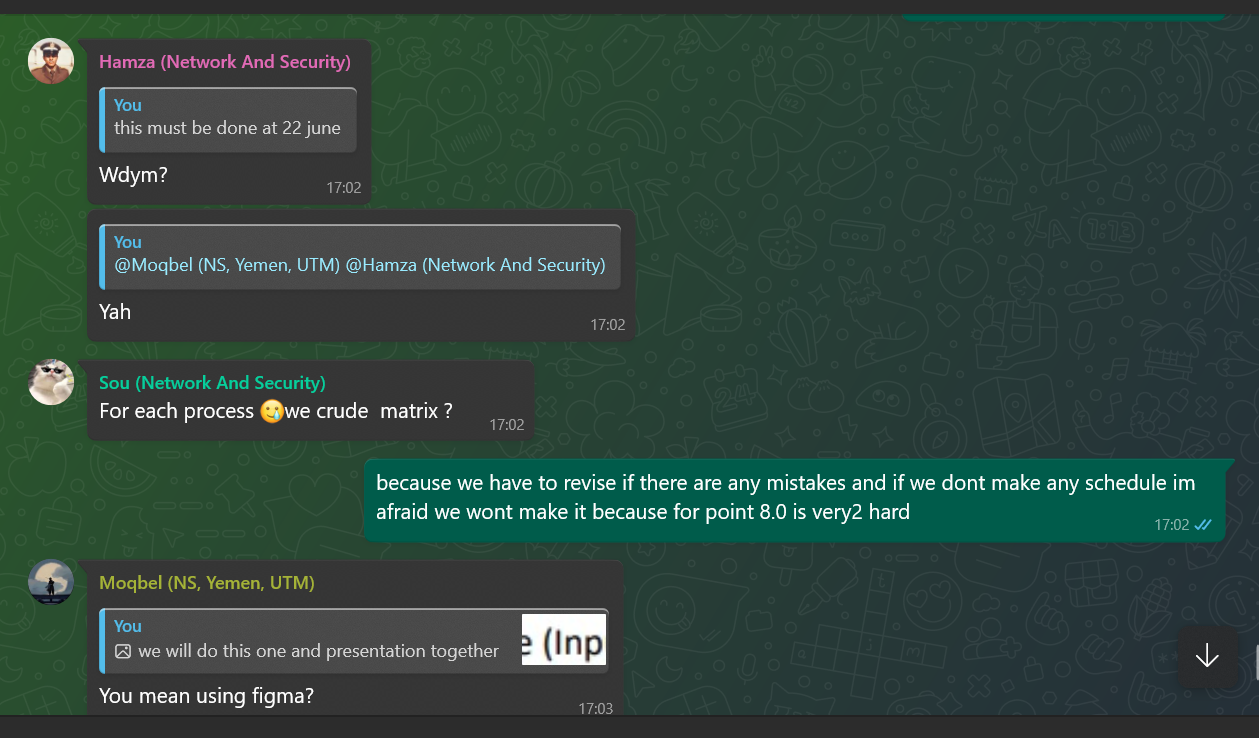 Hamza (Network And Security)
You
this must be done at 22 june
Wdym?
17:02
You
@Moqbel (NS, Yemen, UTM) @Hamza (Network And Security)
Yah
17:02
Sou (Network And Security)
For each process 🥲we crude  matrix ?
17:02
because we have to revise if there are any mistakes and if we dont make any schedule im
afraid we wont make it because for point 8.0 is very2 hard
17:02
Moqbel (NS, Yemen, UTM)
You
we will do this one and presentation together
e (Inp
You mean using figma?
17:03